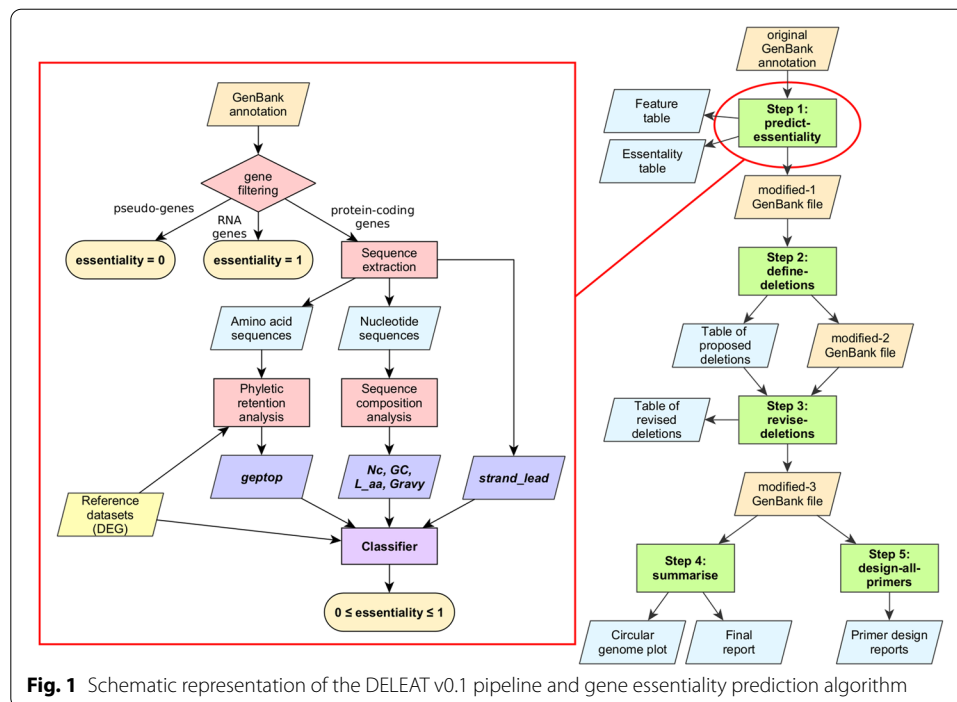 GenBank
annotation
gene
filtering
pseudo-genes
RNA
genes
protein-coding
genes
essentiality = 0
essentiality = 1
Sequence
extraction
Amino acid
sequences
Nucleotide
sequences
Phyletic
retention
analysis
Sequence
composition
analysis
geptop
Nc, GC,
L_aa, Gravy
strand_lead
Reference
datasets
(DEG)
Classifier
0 ≤ essentiality ≤ 1
original
GenBank
annotation
Feature
table
Step 1:
predict-
essentiality
Essentality
table
modified-1
GenBank file
Step 2:
define-
deletions
Table of
proposed
deletions
modified-2
GenBank file
Table of
revised
deletions
Step 3:
revise-
deletions
modified-3
GenBank file
Step 4:
summarise
Step 5:
design-all-
primers
Circular
genome plot
Final
report
Primer design
reports
Fig. 1 Schematic representation of the DELEAT v0.1 pipeline and gene essentiality prediction algorithm